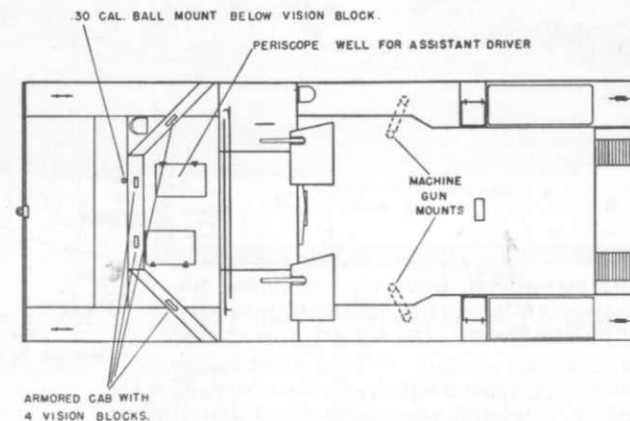 .30 CAL. BALL MOUNT BELOW VISION BLOCK.
PERISCOPE WELL FOR ASSISTANT DRIVER
MACHINE
GUN
MOUNTS
ARMORED CAB WITH
4 VISION BLOCKS.